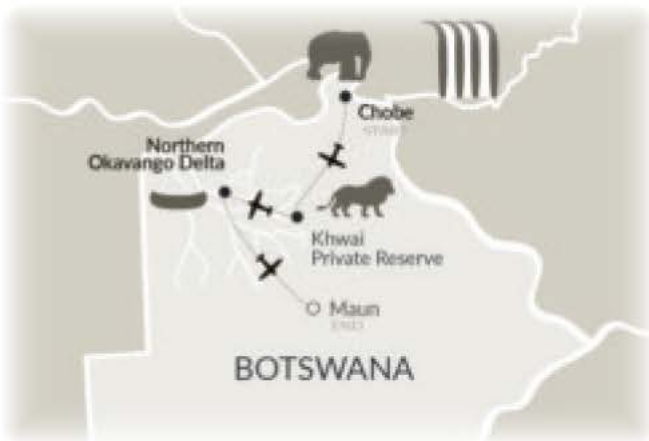 Chobe
START
Northern
Okavango Delta
Khwai
Private Reserve
Maun
END
BOTSWANA